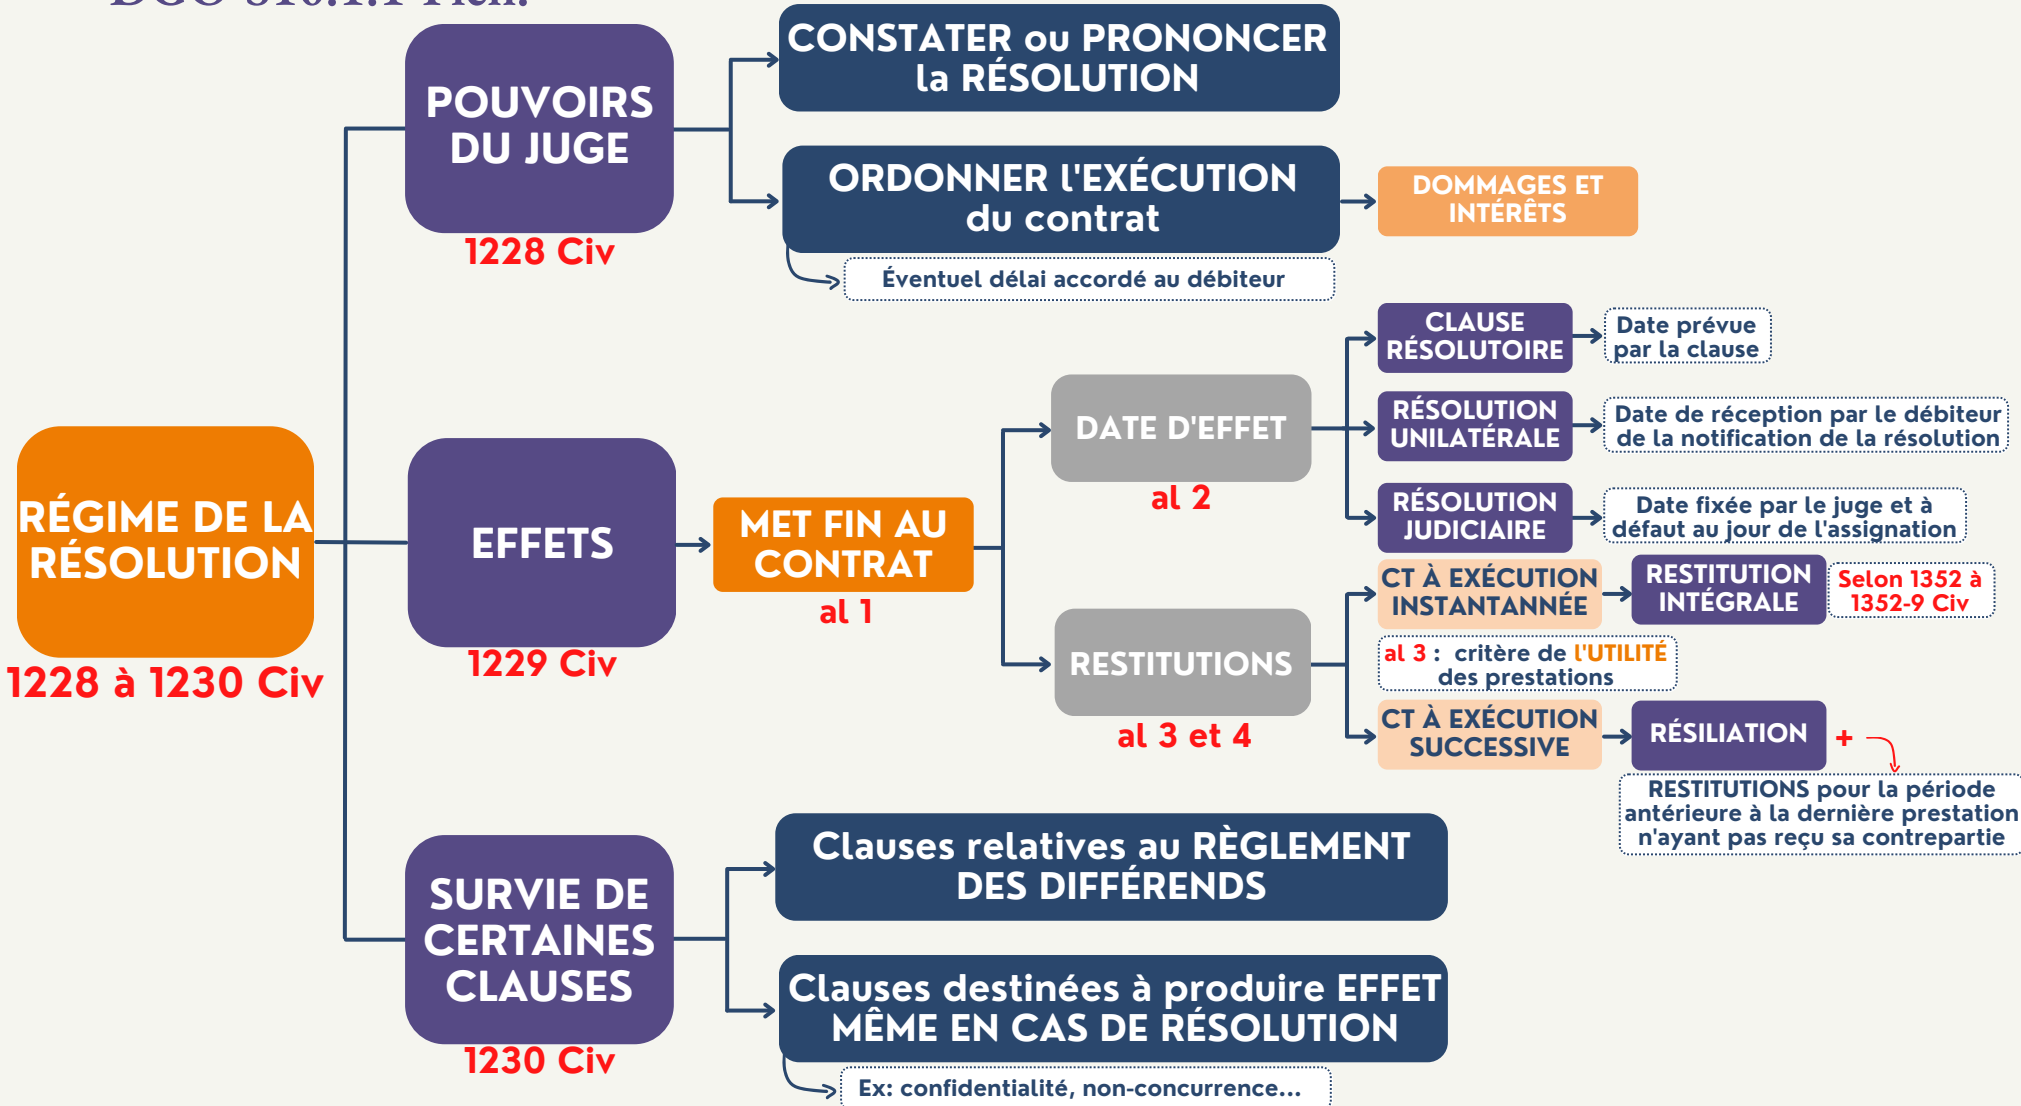 RÉGIME DE LA
RÉSOLUTION
1228 à 1230 Civ
POUVOIRS
DU JUGE
1228 Civ
CONSTATER ou PRONONCER
la RÉSOLUTION
ORDONNER l'EXÉCUTION
du contrat
DOMMAGES ET
INTÉRÊTS
Éventuel délai accordé au débiteur
EFFETS
1229 Civ
MET FIN AU
CONTRAT
al 1
DATE D'EFFET
al 2
CLAUSE
RÉSOLUTOIRE
Date prévue
par la clause
RÉSOLUTION
UNILATÉRALE
Date de réception par le débiteur
de la notification de la résolution
RÉSOLUTION
JUDICIAIRE
Date fixée par le juge et à
défaut au jour de l'assignation
RESTITUTIONS
al 3 et 4
CT À EXÉCUTION
INSTANTANNÉE
RESTITUTION
INTÉGRALE
Selon 1352 à
1352-9 Civ
al 3 : critère de l'UTILITÉ
des prestations
CT À EXÉCUTION
SUCCESSIVE
RÉSILIATION
+
RESTITUTIONS pour la période
antérieure à la dernière prestation
n'ayant pas reçu sa contrepartie
SURVIE DE
CERTAINES
CLAUSES
1230 Civ
Clauses relatives au RÈGLEMENT
DES DIFFÉRENDS
Clauses destinées à produire EFFET
MÊME EN CAS DE RÉSOLUTION
Ex: confidentialité, non-concurrence...